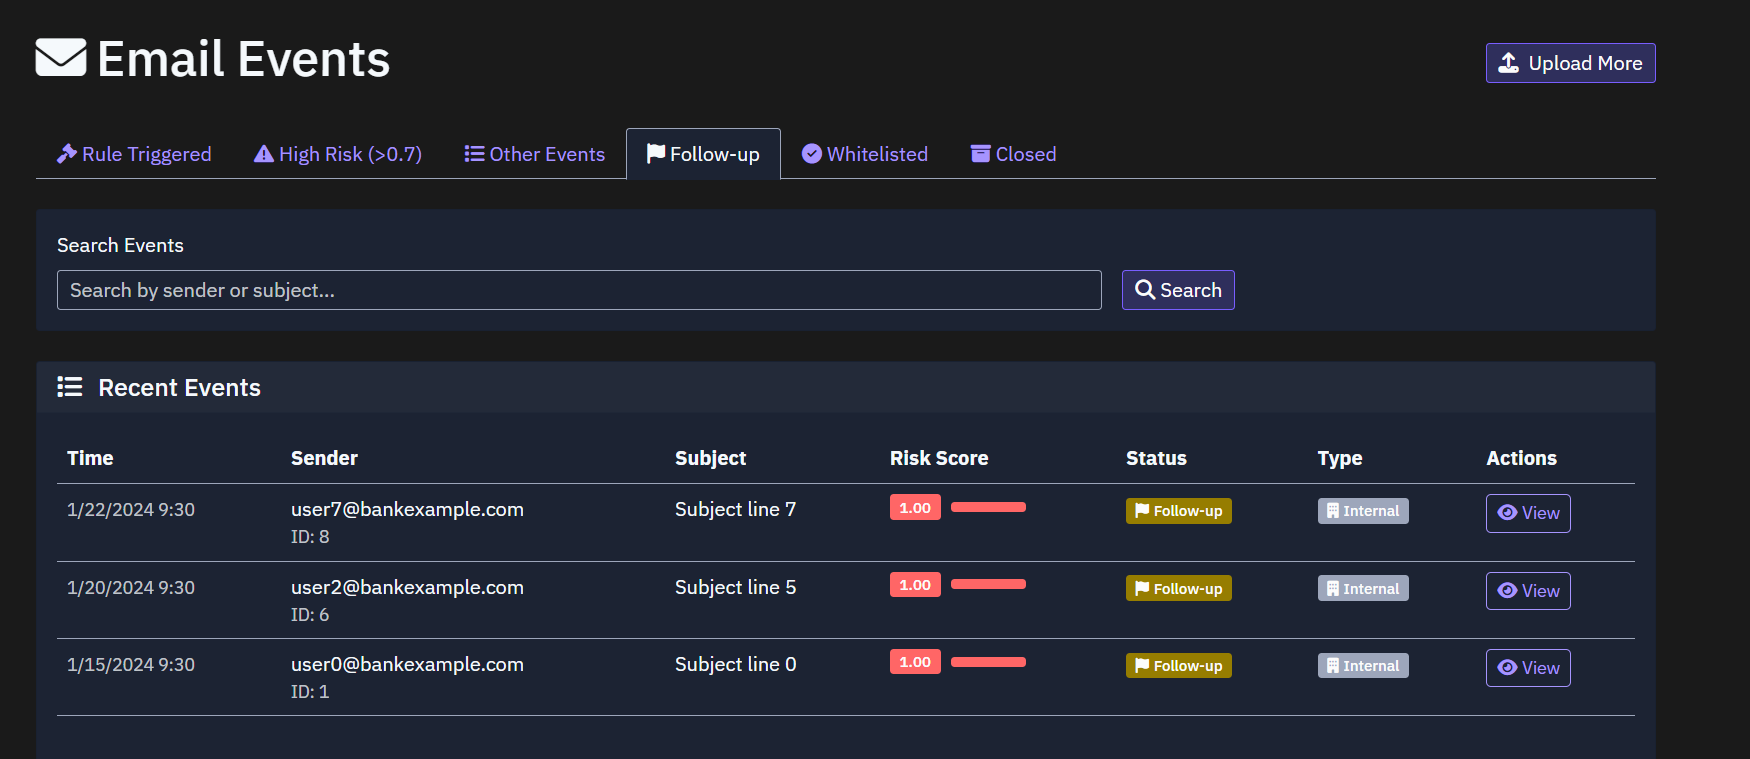 Email Events
Upload More
Rule Triggered High Risk (>0.7) Other Events Follow-up Whitelisted Closed
Search Events
Search by sender or subject...
Search
Recent Events
Time Sender Subject Risk Score Status Type Actions
1/22/2024 9:30 user7@bankexample.com Subject line 7 1.00 Follow-up Internal View
ID: 8
1/20/2024 9:30 user2@bankexample.com Subject line 5 1.00 Follow-up Internal View
ID: 6
1/15/2024 9:30 user0@bankexample.com Subject line 0 1.00 Follow-up Internal View
ID: 1